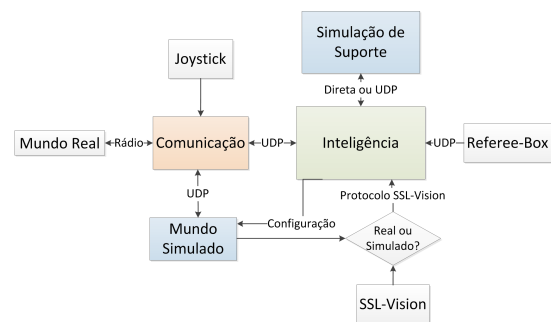 Simulação de
Suporte
Joystick
Direta ou UDP
Mundo Real
Rádio
Comunicação
UDP
Inteligência
UDP
Referee-Box
UDP
Protocolo SSL-Vision
Configuração
Mundo
Simulado
Real ou
Simulado?
SSL-Vision